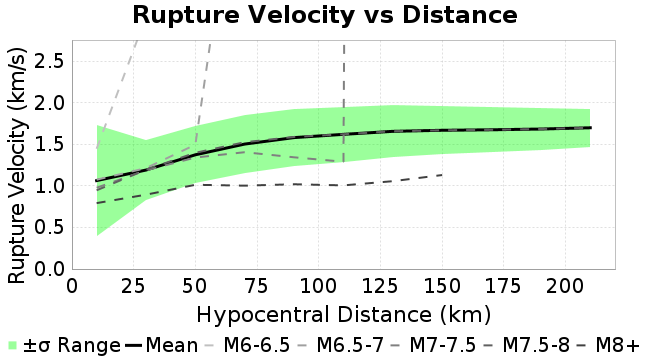 Rupture Velocity vs Distance
Rupture Velocity (km/s)
2.5
2.0
1.5
1.0
0.5
0.0
0 25 50 75 100 125 150 175 200
Hypocentral Distance (km)
±σ Range Mean M6-6.5 M6.5-7 M7-7.5 M7.5-8 M8+